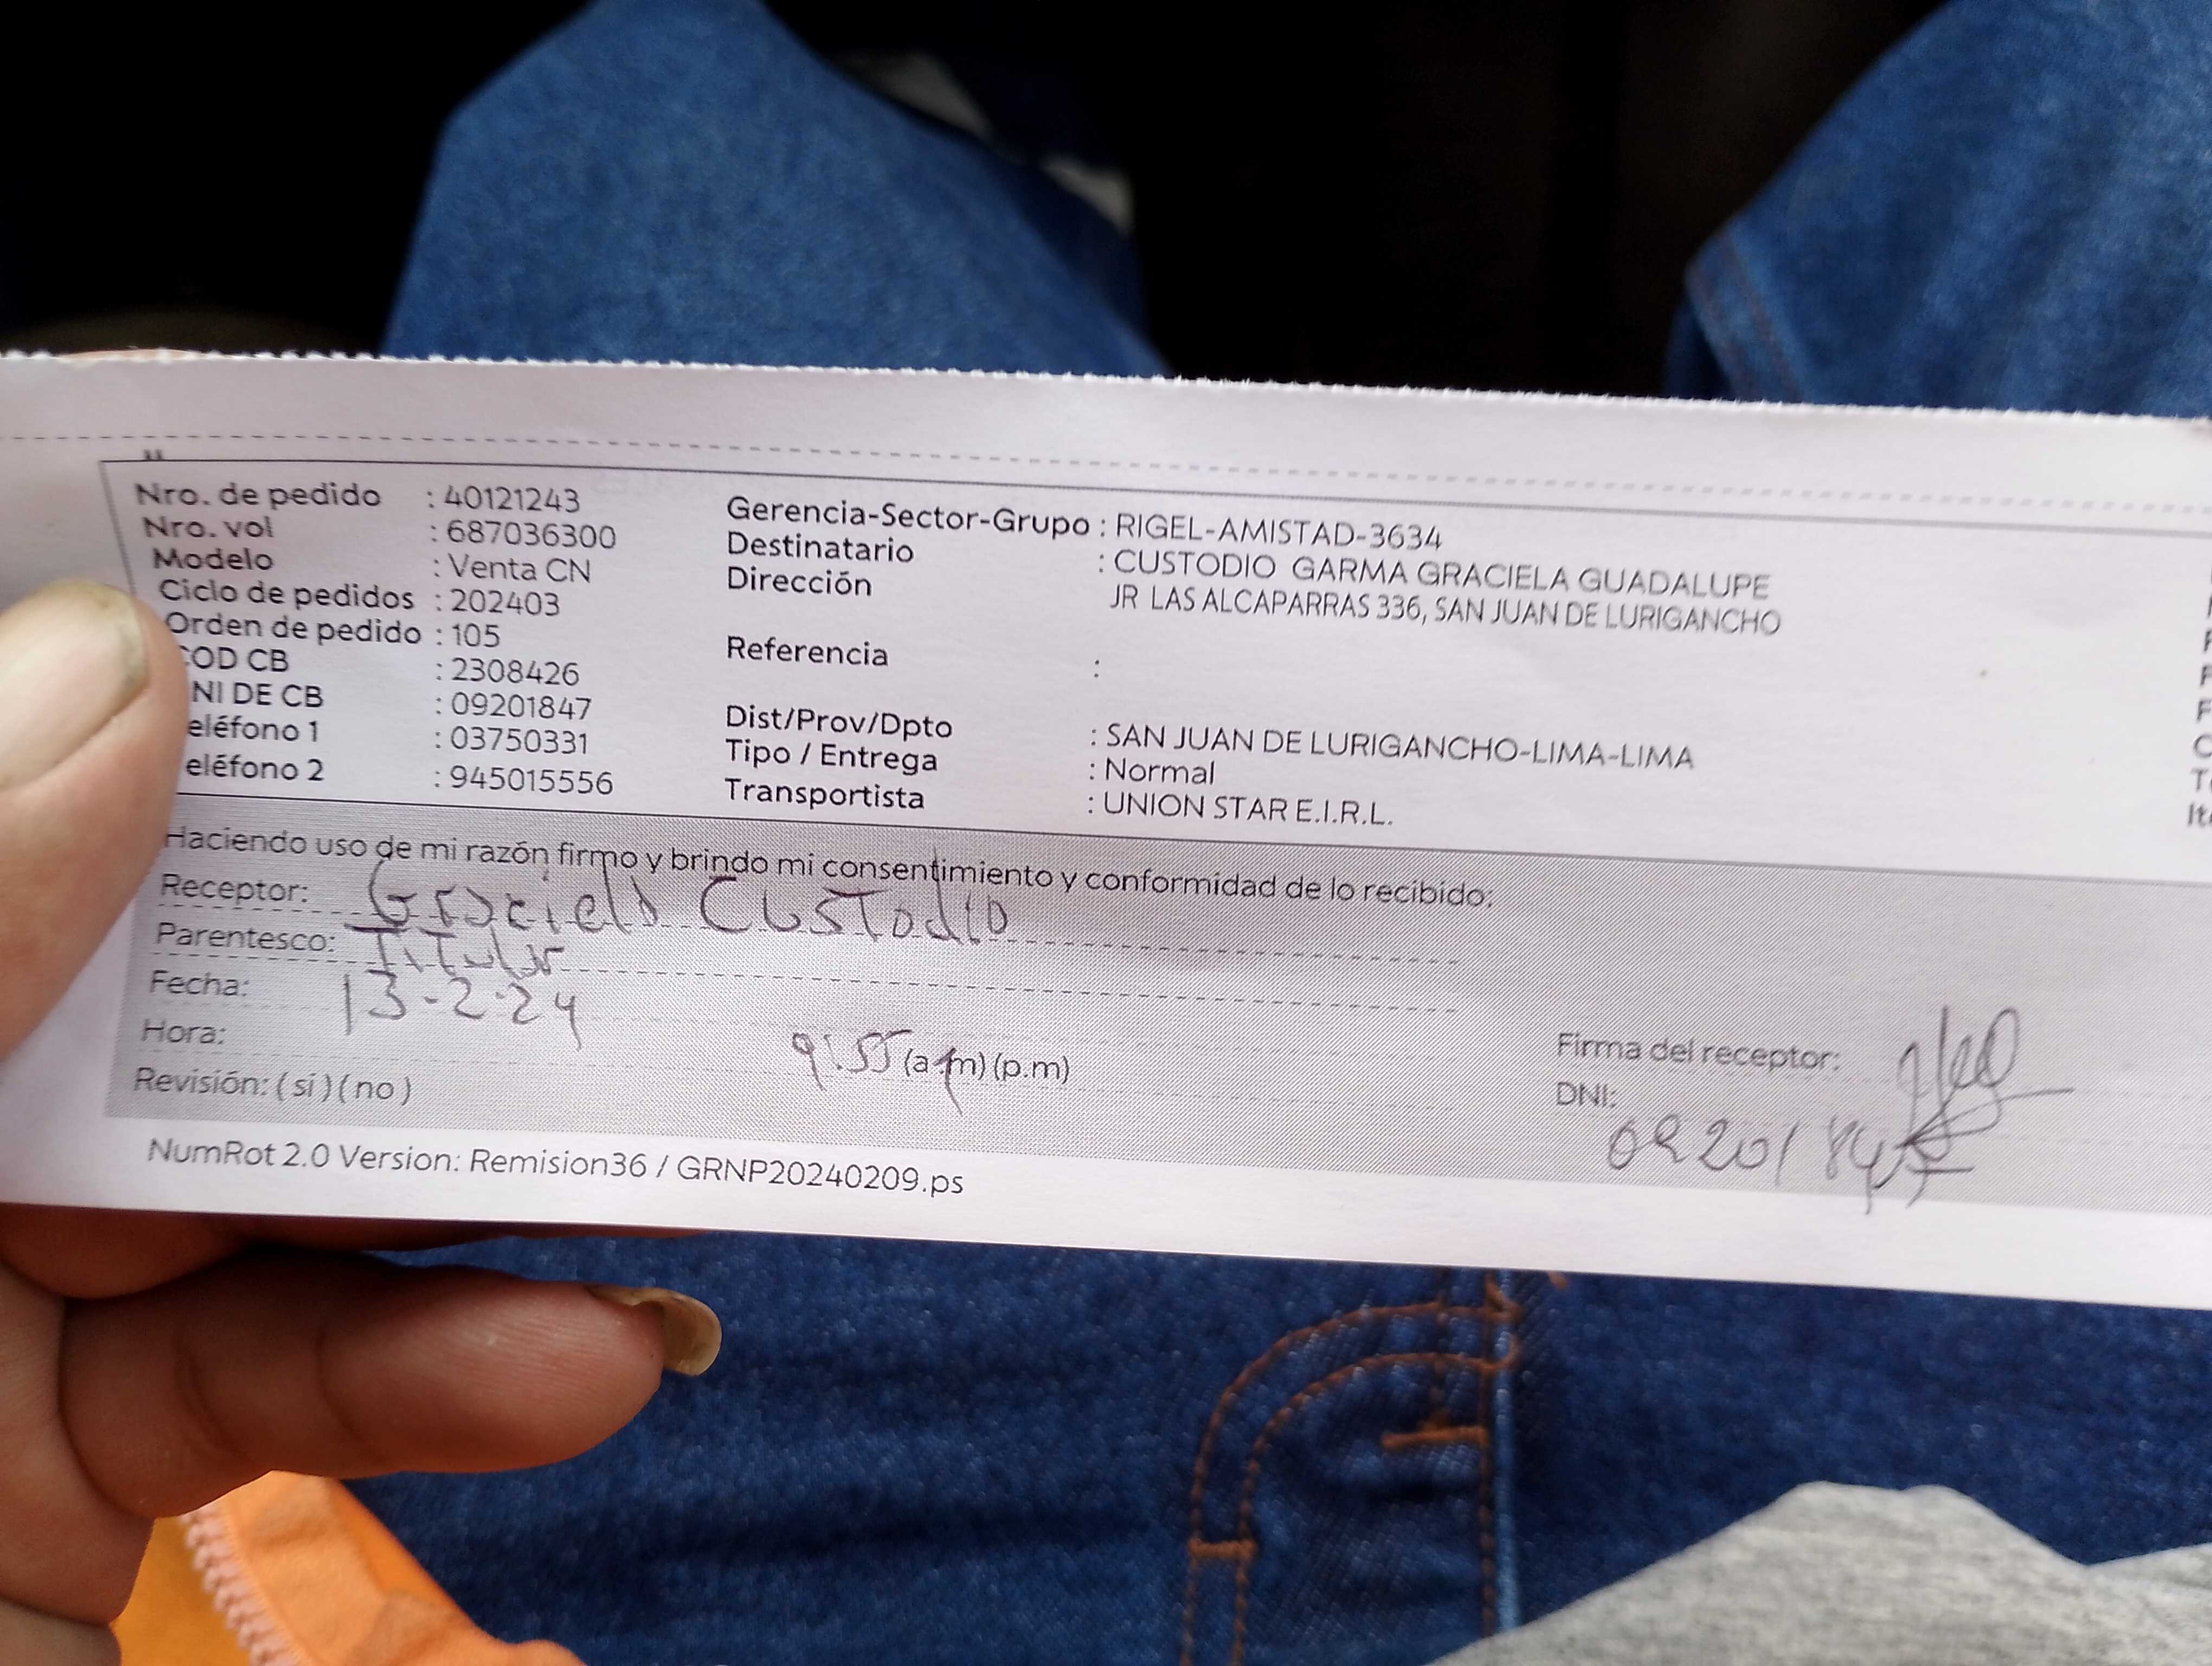 Nro. de pedido : 40121243
Nro. vol : 687036300
Modelo : Venta CN
Ciclo de pedidos : 202403
Orden de pedido : 105
COD CB : 2308426
NI DE CB : 09201847
eléfono 1 : 03750331
eléfono 2 : 945015556
Gerencia-Sector-Grupo : RIGEL-AMISTAD-3634
Destinatario : CUSTODIO GARMA GRACIELA GUADALUPE
Dirección JR LAS ALCAPARRAS 336, SAN JUAN DE LURIGANCHO
Referencia :
Dist/Prov/Dpto : SAN JUAN DE LURIGANCHO-LIMA-LIMA
Tipo / Entrega : Normal
Transportista : UNION STAR E.I.R.L.
Haciendo uso de mi razón firmo y brindo mi consentimiento y conformidad de lo recibido:
Receptor: Graciela Custodio
Parentesco: Titular
Fecha: 13-2-24
Hora: 9:55 (a.m) (p.m)
Revisión: ( si ) ( no )
Firma del receptor:
DNI: 09201847
NumRot 2.0 Version: Remision36 / GRNP20240209.ps